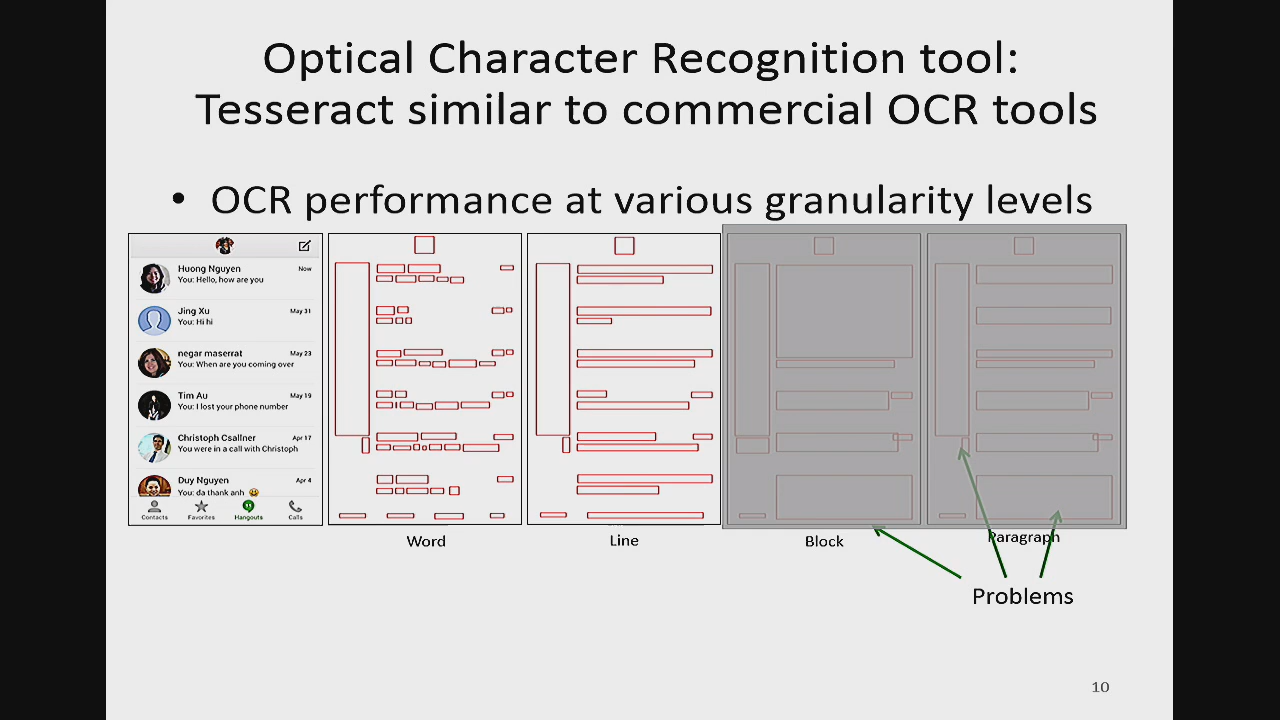 Optical Character Recognition tool:
Tesseract similar to commercial OCR tools
• OCR performance at various granularity levels
Huong Nguyen Now
You: Hello, how are you
Jing Xu May 31
You: Hi hi
negar maserrat May 23
You: When are you coming over
Tim Au May 19
You: I lost your phone number
Christoph Csallner Apr 17
You were in a call with Christoph
Duy Nguyen Apr 4
You: da thank anh 😀
Contacts Favorites Hangouts Calls
Word Line Block Paragraph
Problems
10